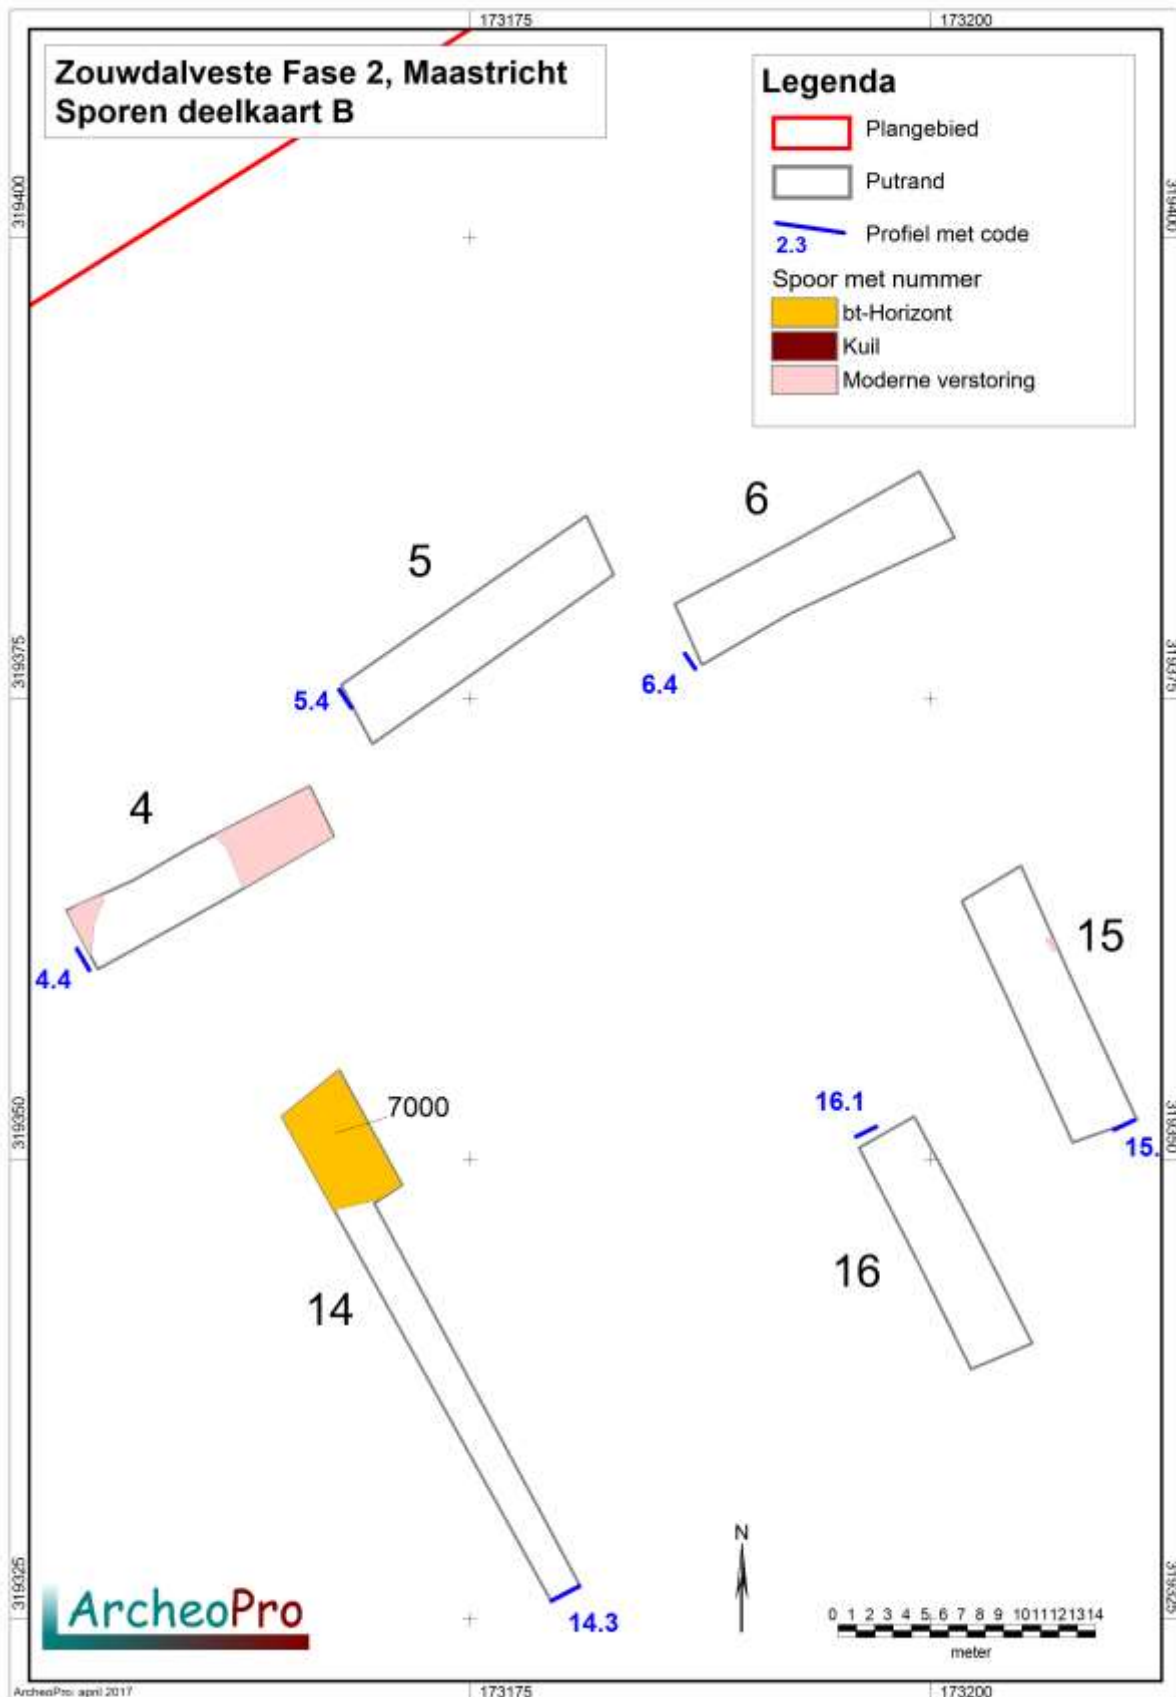 173175
173200
Zouwdalveste Fase 2, Maastricht
Sporen deelkaart B
Legenda
Plangebied
Putrand
2.3
Profiel met code
Spoor met nummer
bt-Horizont
Kuil
Moderne verstoring
319400
319400
6
5
319375
319375
5.4
6.4
4
15
4.4
7000
16.1
319350
319350
15.
16
14
N
319325
319325
ArcheoPro
14.3
0 1 2 3 4 5 6 7 8 9 10 11 12 13 14
meter
ArcheoPro, april 2017
173175
173200